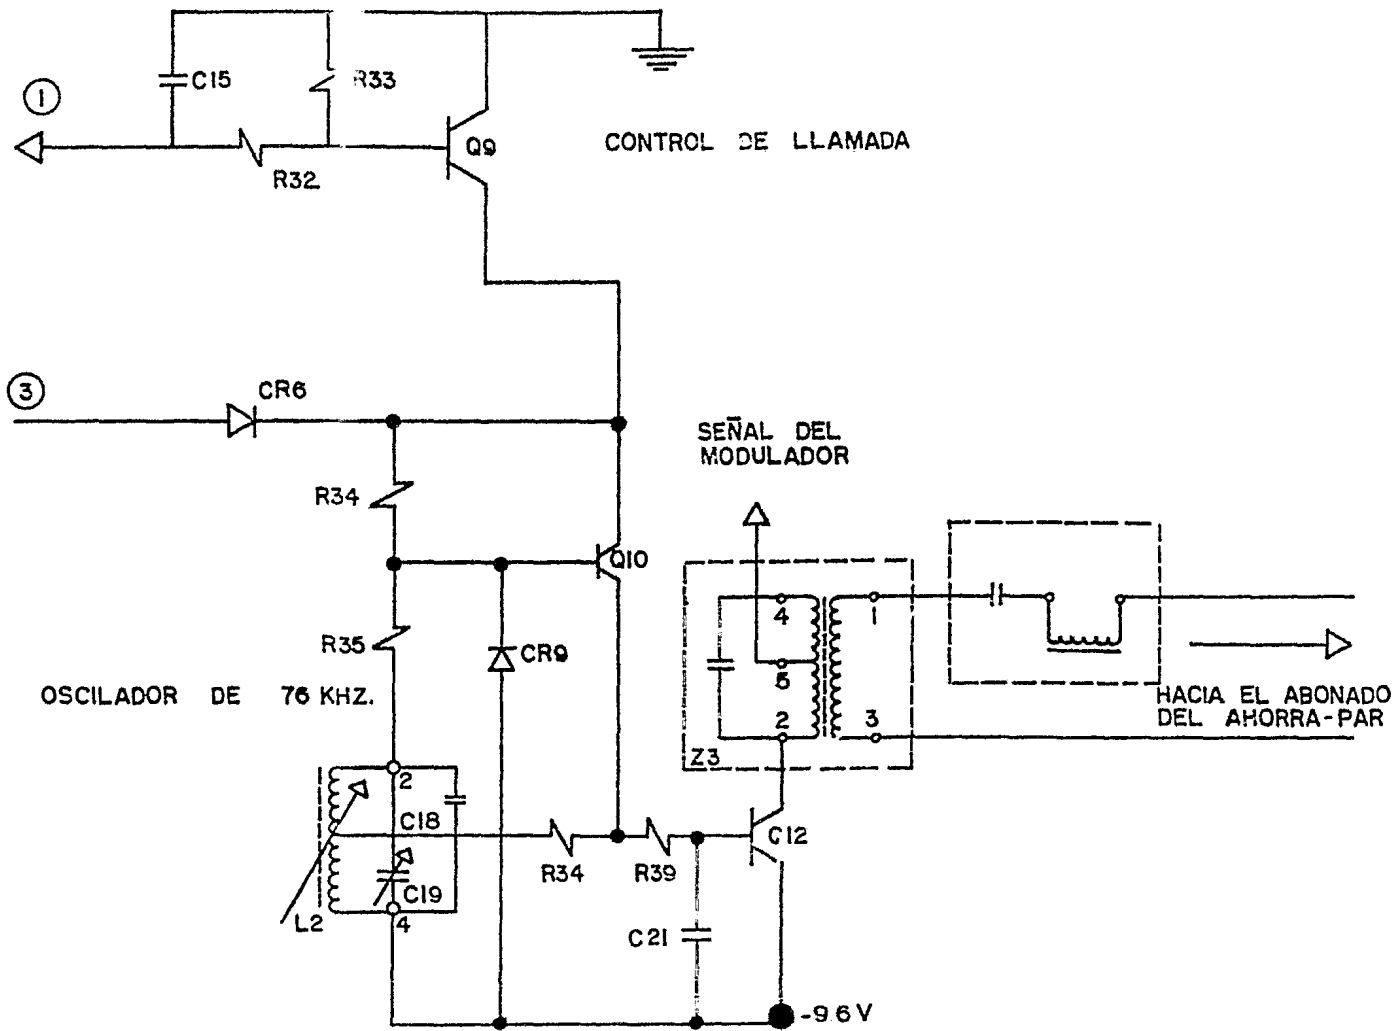 C15
R33
1
Q9
CONTROL DE LLAMADA
R32
3
CR6
SEÑAL DEL
MODULADOR
R34
Q10
4
1
R35
CR9
5
OSCILADOR DE 76 KHZ.
HACIA EL ABONADO
DEL AHORRA-PAR
2
3
Z3
2
C18
C12
R34
R39
C19
L2
4
C21
-9.6 V